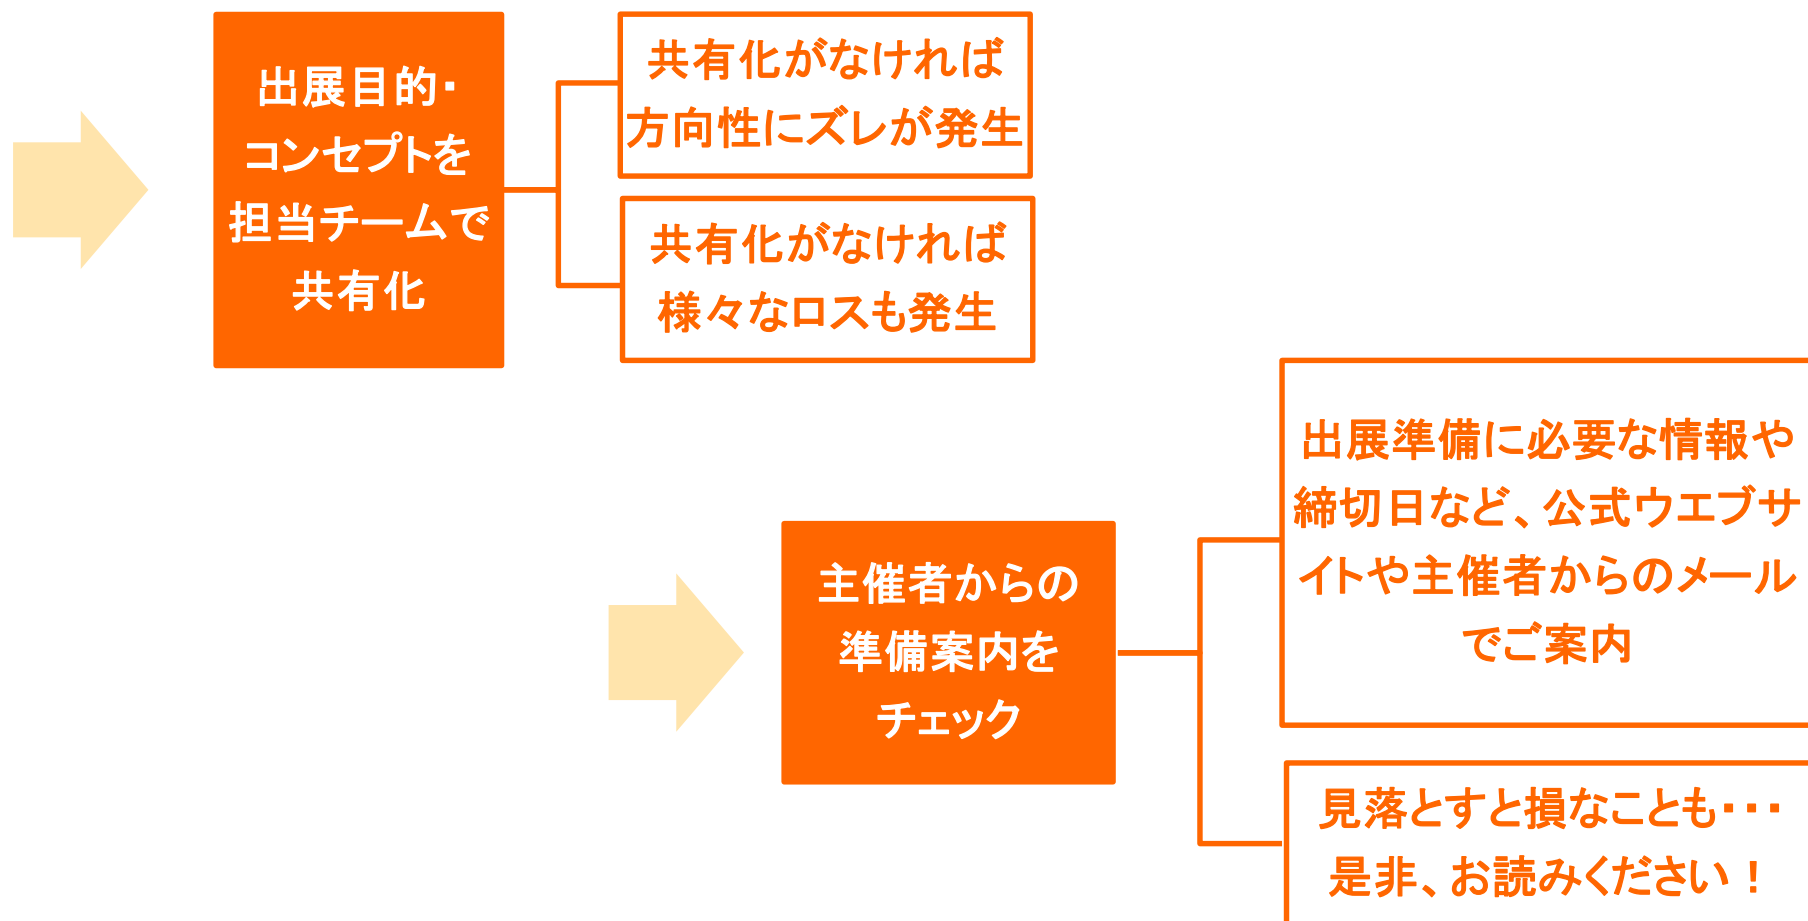 出展目的・
コンセプトを
担当チームで
共有化
共有化がなければ
方向性にズレが発生
共有化がなければ
様々なロスも発生
主催者からの
準備案内を
チェック
出展準備に必要な情報や
締切日など、公式ウエブサ
イトや主催者からのメール
でご案内
見落とすと損なことも・・・
是非、お読みください！